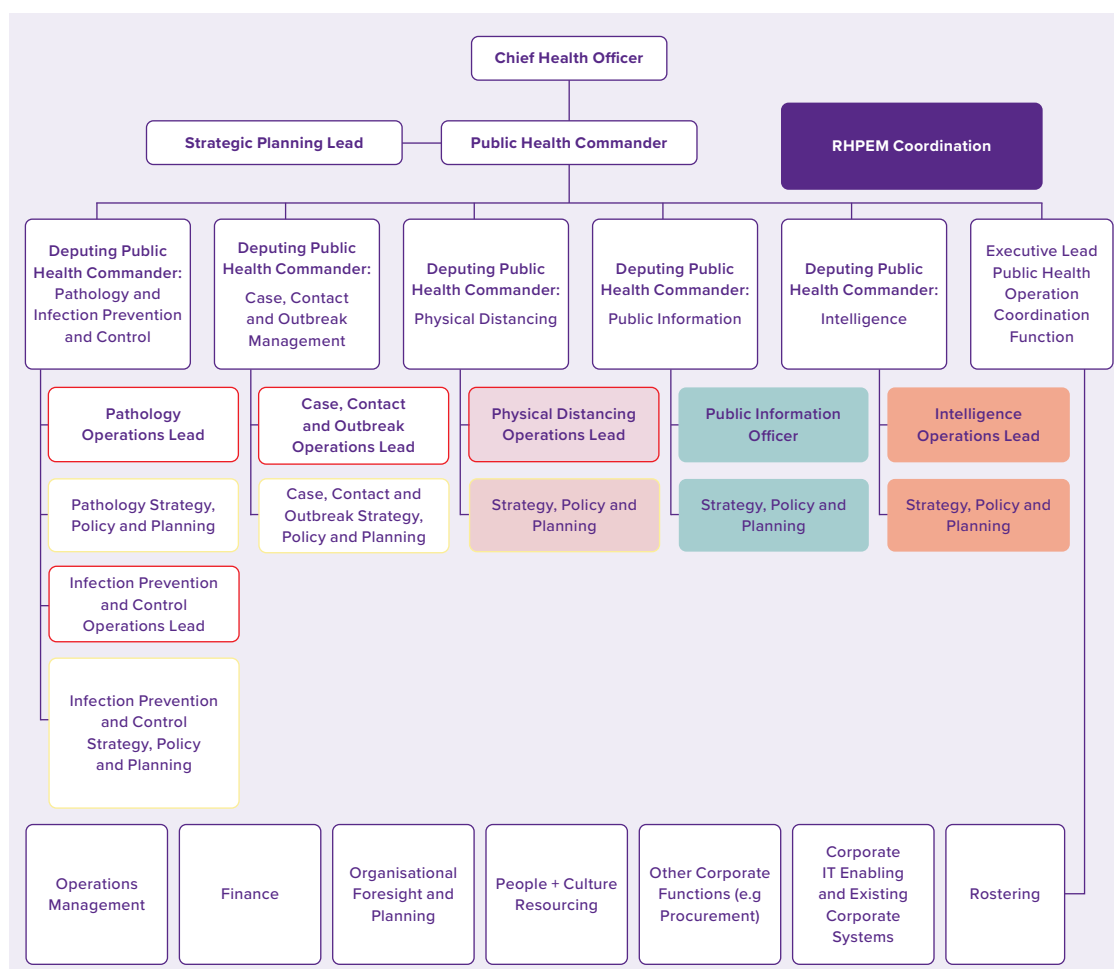 Chief Health Officer
Strategic Planning Lead
Public Health Commander
RHPEM Coordination
Deputing Public
Health Commander:
Pathology and
Infection Prevention
and Control
Deputing Public
Health Commander:
Case, Contact
and Outbreak
Management
Deputing Public
Health Commander:
Physical Distancing
Deputing Public
Health Commander:
Public Information
Deputing Public
Health Commander:
Intelligence
Executive Lead
Public Health
Operation
Coordination
Function
Pathology
Operations Lead
Case, Contact
and Outbreak
Operations Lead
Physical Distancing
Operations Lead
Public Information
Officer
Intelligence
Operations Lead
Pathology Strategy,
Policy and Planning
Case, Contact and
Outbreak Strategy,
Policy and Planning
Strategy, Policy and
Planning
Strategy, Policy and
Planning
Strategy, Policy and
Planning
Infection Prevention
and Control
Operations Lead
Infection Prevention
and Control
Strategy, Policy
and Planning
Operations
Management
Finance
Organisational
Foresight and
Planning
People + Culture
Resourcing
Other Corporate
Functions (e.g
Procurement)
Corporate
IT Enabling
and Existing
Corporate
Systems
Rostering